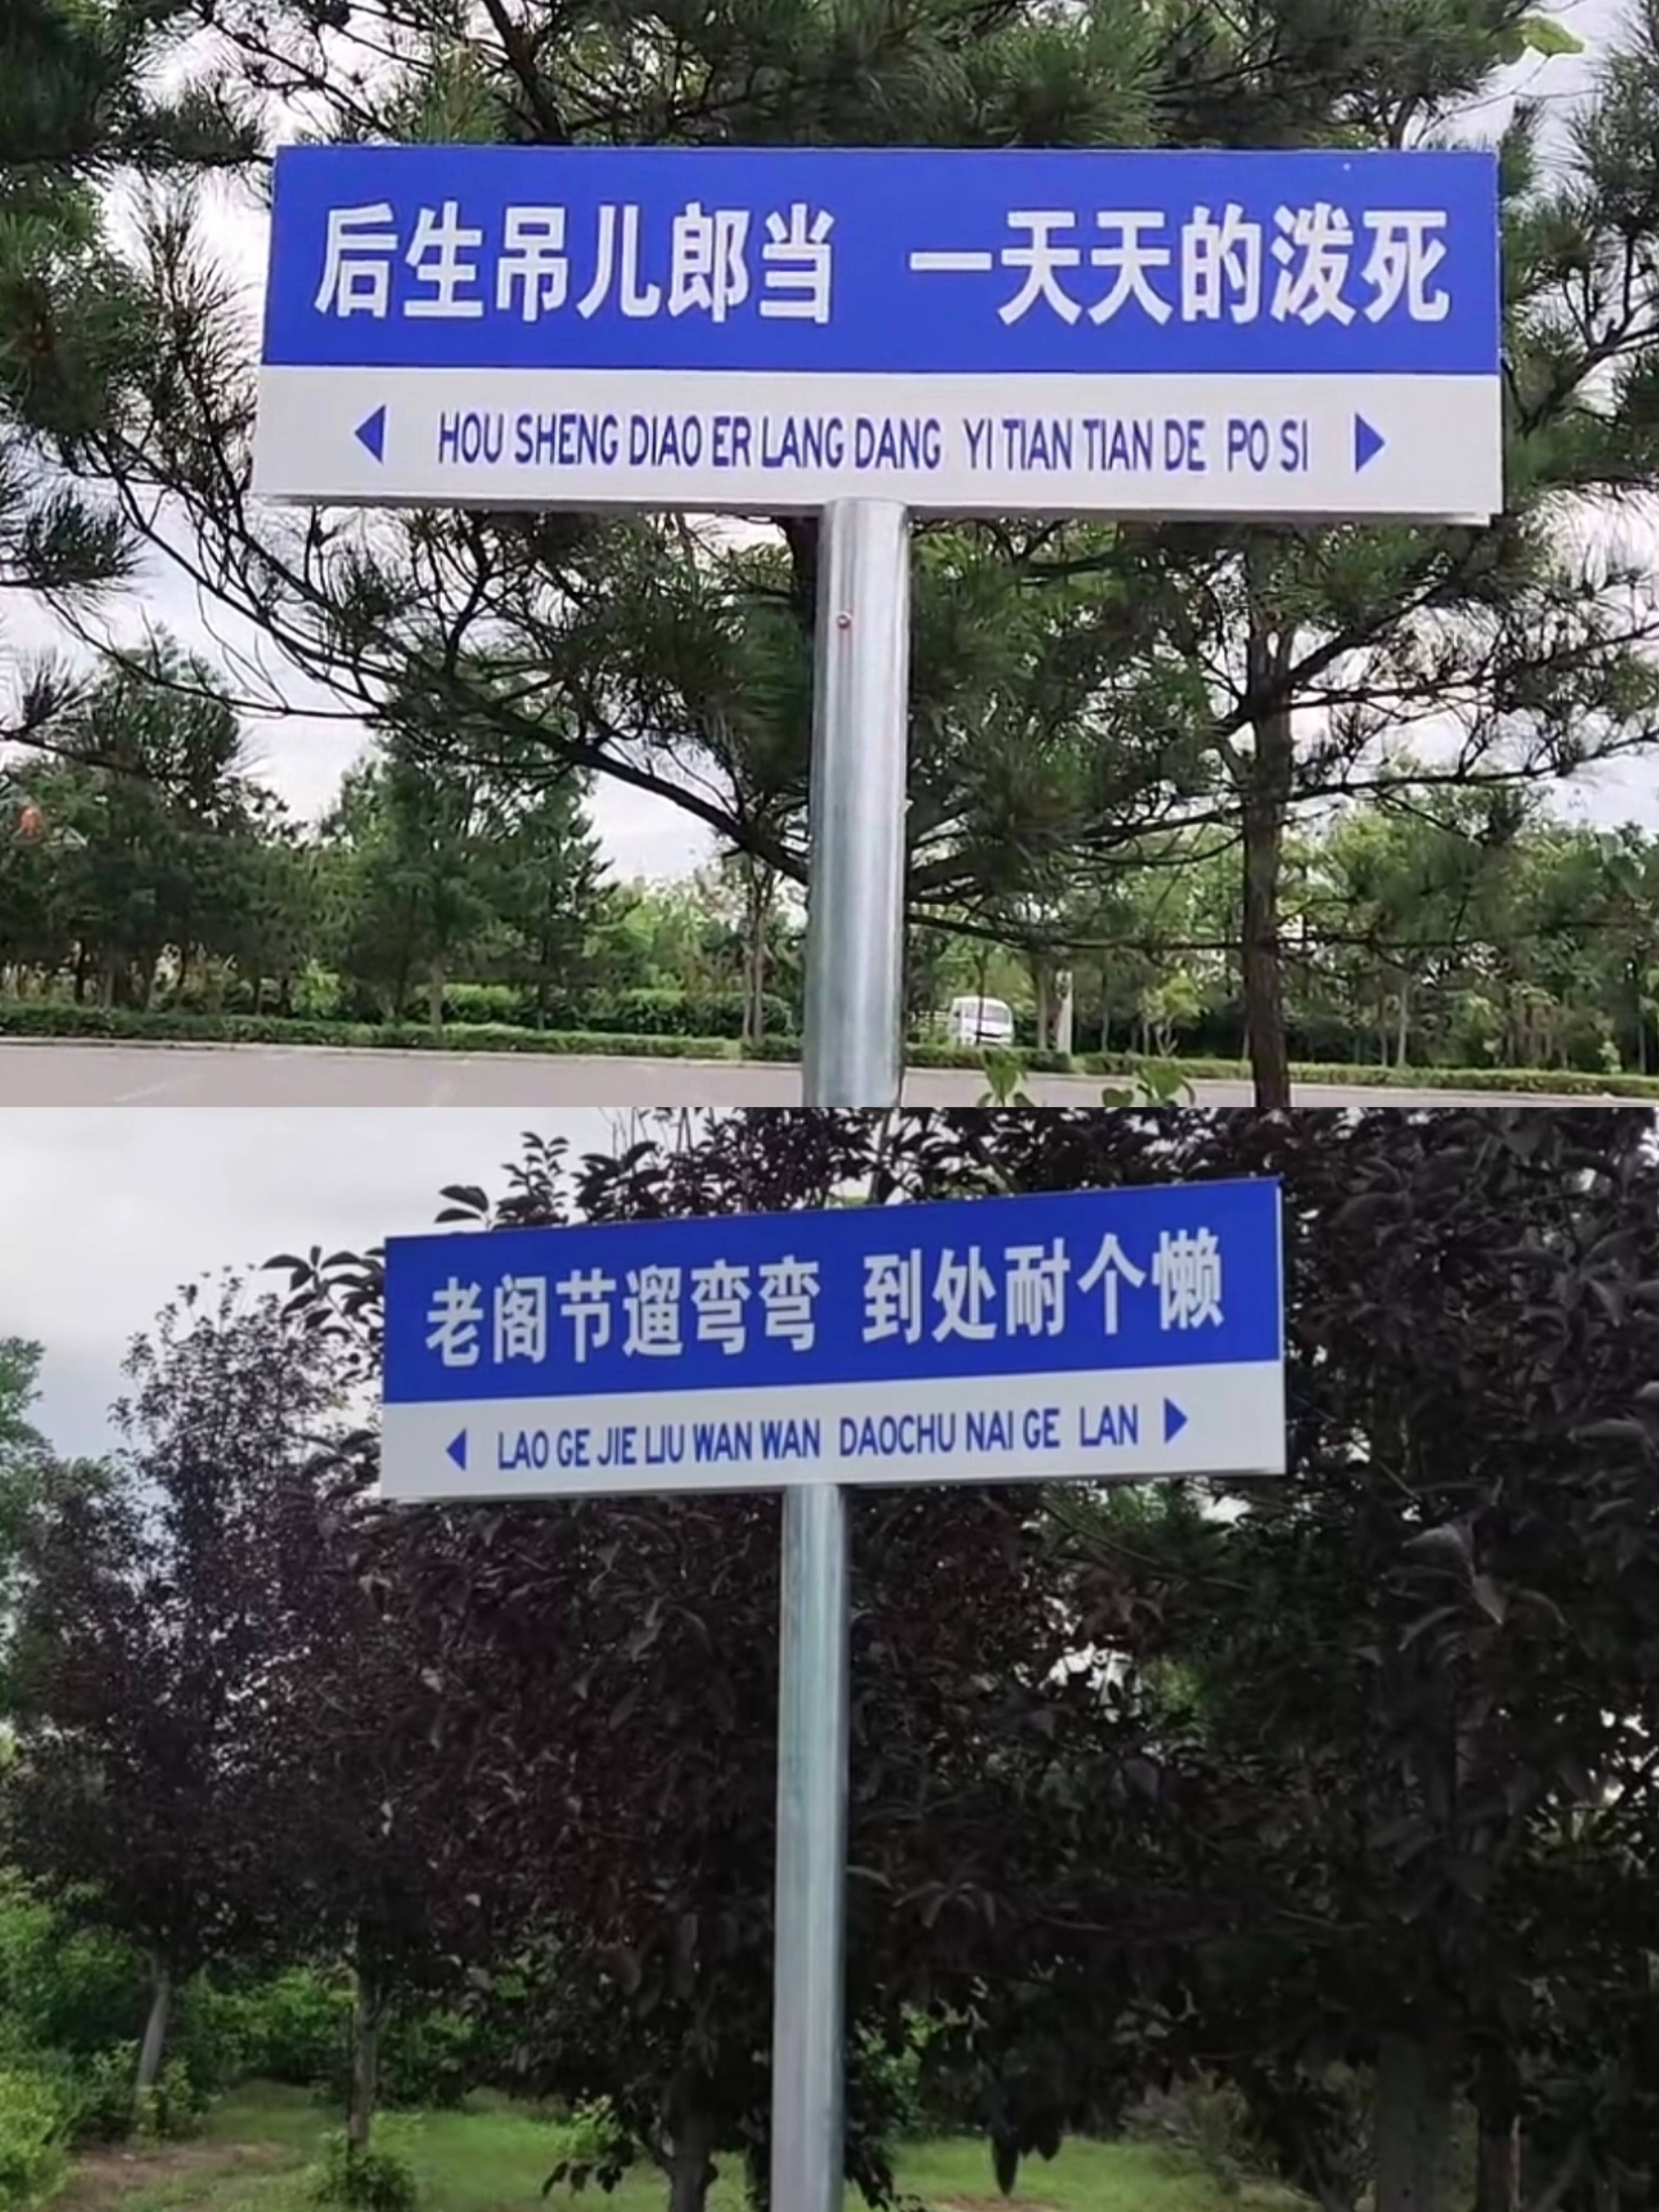 后生吊儿郎当 一天天的泼死
HOU SHENG DIAO ER LANG DANG YI TIAN TIAN DE PO SI
老阁节遛弯弯 到处耐个懒
LAO GE JIE LIU WAN WAN DAOCHU NAI GE LAN